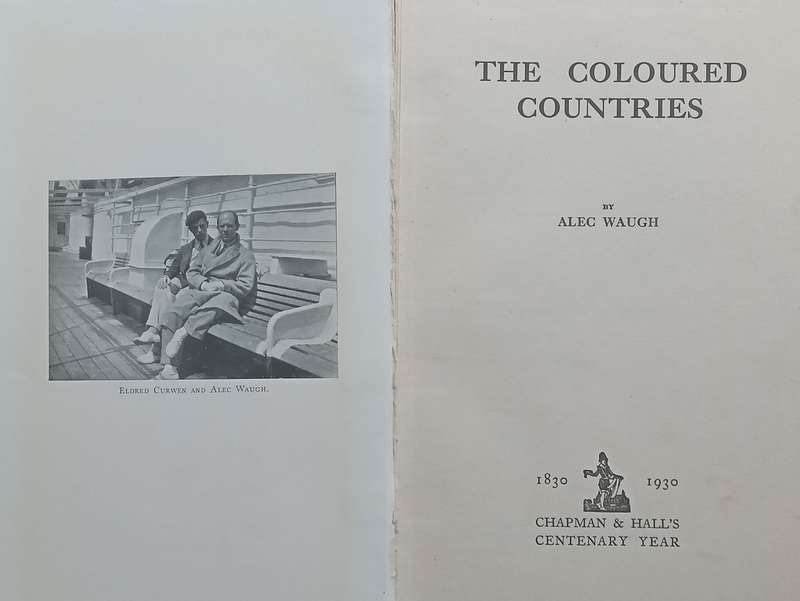 Eldred Curwen and Alec Waugh.
THE COLOURED
COUNTRIES
BY
ALEC WAUGH
1830 1930
CHAPMAN & HALL'S
CENTENARY YEAR